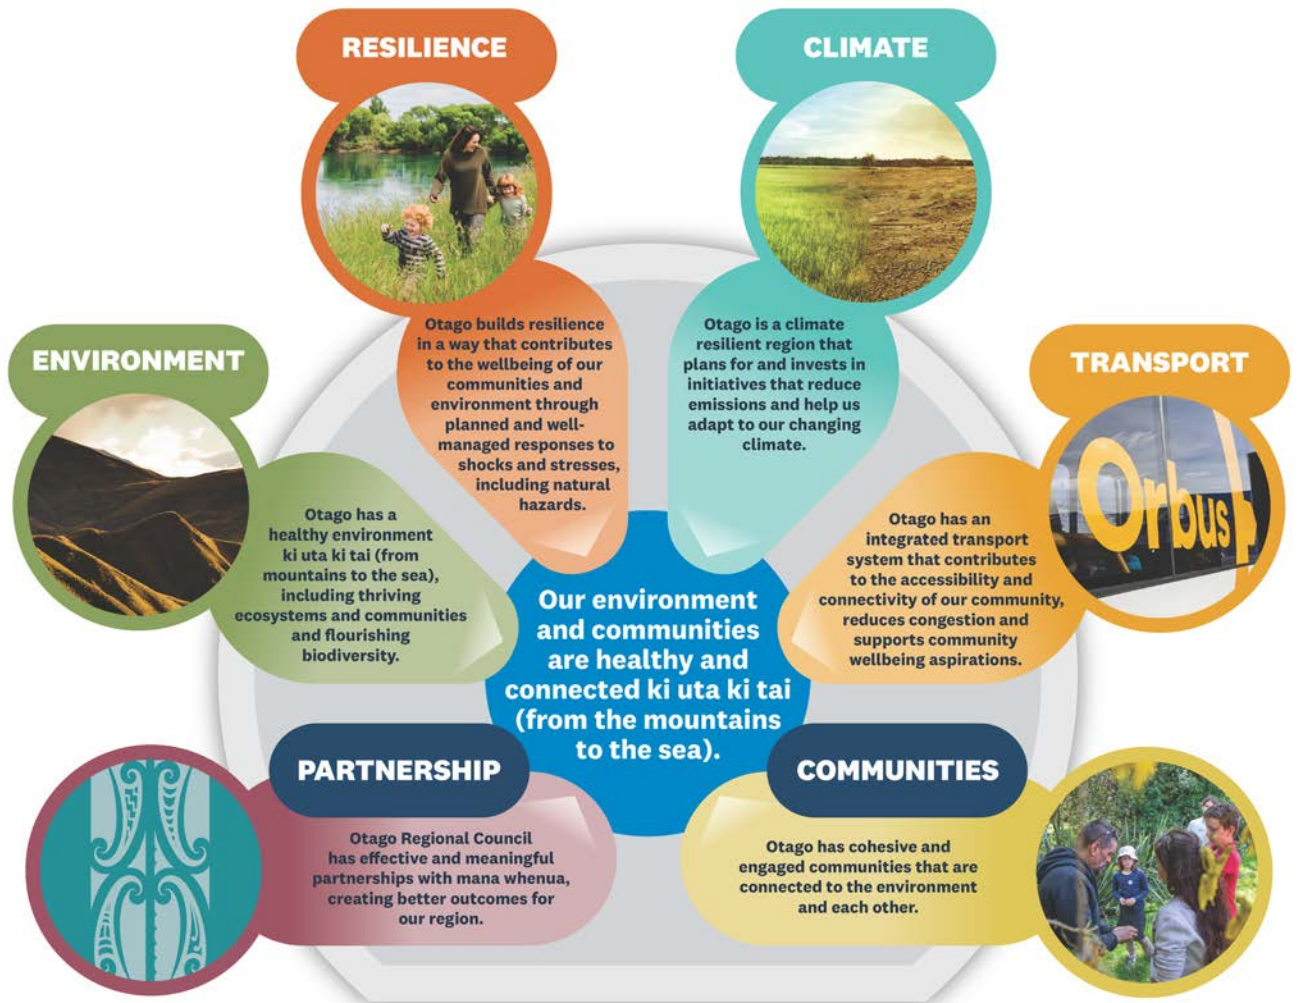 RESILIENCE
Otago builds resilience
in a way that contributes
to the wellbeing of our
communities and
environment through
planned and well-
managed responses to
shocks and stresses,
including natural
hazards.
CLIMATE
Otago is a climate
resilient region that
plans for and invests in
initiatives that reduce
emissions and help us
adapt to our changing
climate.
ENVIRONMENT
Otago has a
healthy environment
ki uta ki tai (from
mountains to the sea),
including thriving
ecosystems and communities
and flourishing
biodiversity.
TRANSPORT
Orbus
Otago has an
integrated transport
system that contributes
to the accessibility and
connectivity of our community,
reduces congestion and
supports community
wellbeing aspirations.
Our environment
and communities
are healthy and
connected ki uta ki tai
(from the mountains
to the sea).
PARTNERSHIP
Otago Regional Council
has effective and meaningful
partnerships with mana whenua,
creating better outcomes for
our region.
COMMUNITIES
Otago has cohesive and
engaged communities that are
connected to the environment
and each other.